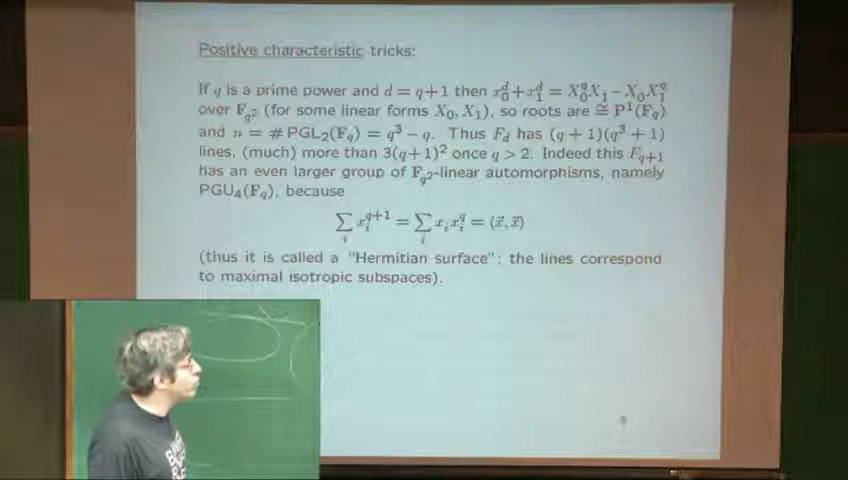 Positive characteristic tricks:
If q is a prime power and d = q+1 then x_0^d + x_1^d = X_0^q X_1 − X_0 X_1^q
over F_{q^2} (for some linear forms X_0, X_1), so roots are ≅ P^1(F_q)
and n = #PGL_2(F_q) = q^3 − q. Thus F_d has (q + 1)(q^3 + 1)
lines, (much) more than 3(q+1)^2 once q > 2. Indeed this F_{q+1}
has an even larger group of F_{q^2}-linear automorphisms, namely
PGU_4(F_q), because
∑_i x_i^{q+1} = ∑_i x_i x_i^q = ⟨x⃗, x⃗⟩
(thus it is called a "Hermitian surface"; the lines correspond
to maximal isotropic subspaces).